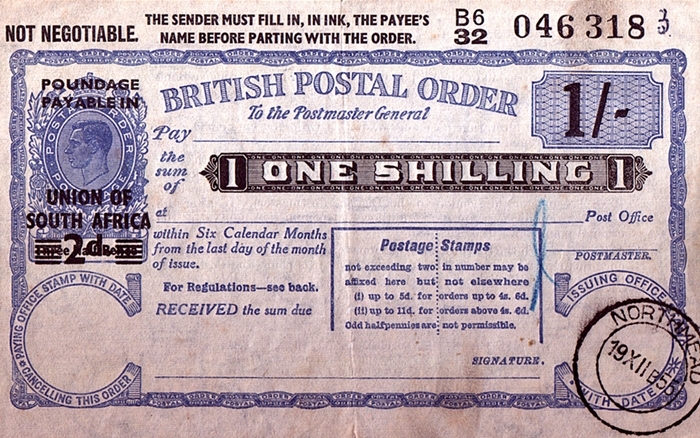 NOT NEGOTIABLE.
THE SENDER MUST FILL IN, IN INK, THE PAYEE'S
NAME BEFORE PARTING WITH THE ORDER.
B6
32
046318
POUNDAGE
PAYABLE IN
POSTAL ORDER
UNION OF
SOUTH AFRICA
2d.
BRITISH POSTAL ORDER
To the Postmaster General
1/-
Pay
the
sum
of
1 ONE SHILLING 1
at
Post Office
within Six Calendar Months
from the last day of the month
of issue.
POSTMASTER.
For Regulations—see back.
RECEIVED the sum due
Postage Stamps
not exceeding two in number may be
affixed here but not elsewhere
(i) up to 5d. for orders up to 4s. 6d.
(ii) up to 11d. for orders above 4s. 6d.
Odd halfpennies are not permissible.
SIGNATURE.
PAYING OFFICE STAMP WITH DATE
CANCELLING THIS ORDER
ISSUING OFFICE
WITH DATE
19 XII